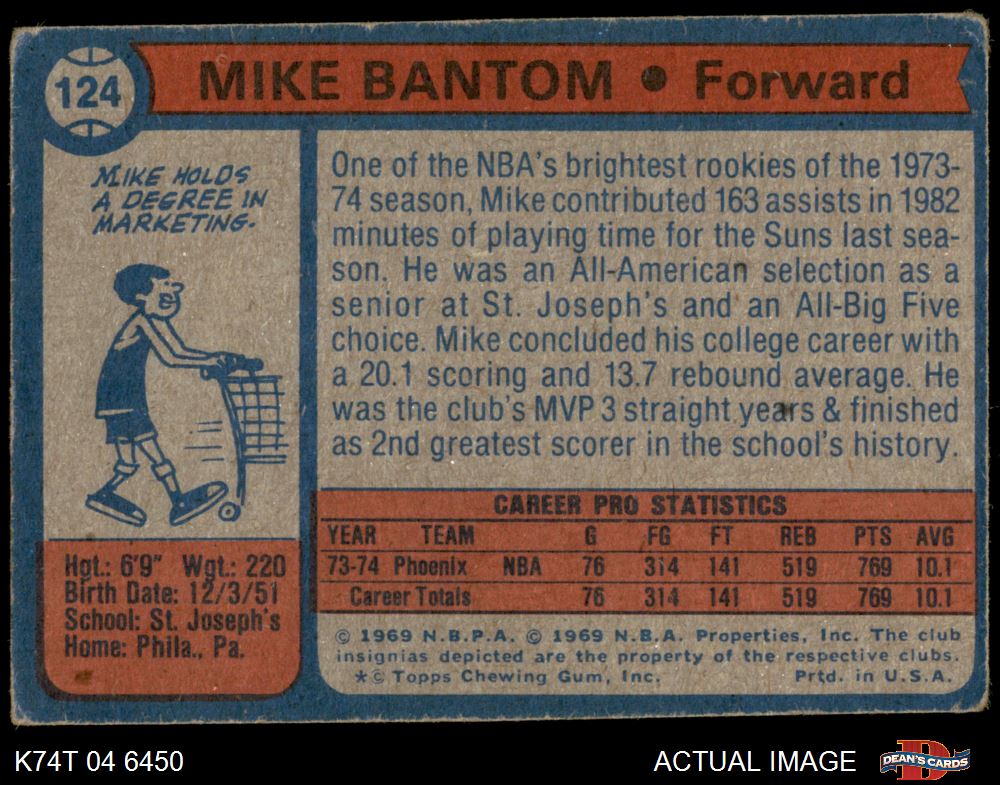 124
MIKE BANTOM • Forward
MIKE HOLDS
A DEGREE IN
MARKETING.
One of the NBA's brightest rookies of the 1973-
74 season, Mike contributed 163 assists in 1982
minutes of playing time for the Suns last sea-
son. He was an All-American selection as a
senior at St. Joseph's and an All-Big Five
choice. Mike concluded his college career with
a 20.1 scoring and 13.7 rebound average. He
was the club's MVP 3 straight years & finished
as 2nd greatest scorer in the school's history.
Hgt.: 6'9" Wgt.: 220
Birth Date: 12/3/51
School: St. Joseph's
Home: Phila., Pa.
CAREER PRO STATISTICS
YEAR TEAM G FG FT REB PTS AVG
73-74 Phoenix NBA 76 314 141 519 769 10.1
Career Totals 76 314 141 519 769 10.1
© 1969 N.B.P.A. © 1969 N.B.A. Properties, Inc. The club
insignias depicted are the property of the respective clubs.
*© Topps Chewing Gum, Inc. Prtd. in U.S.A.
K74T 04 6450 ACTUAL IMAGE
D
DEAN'S CARDS